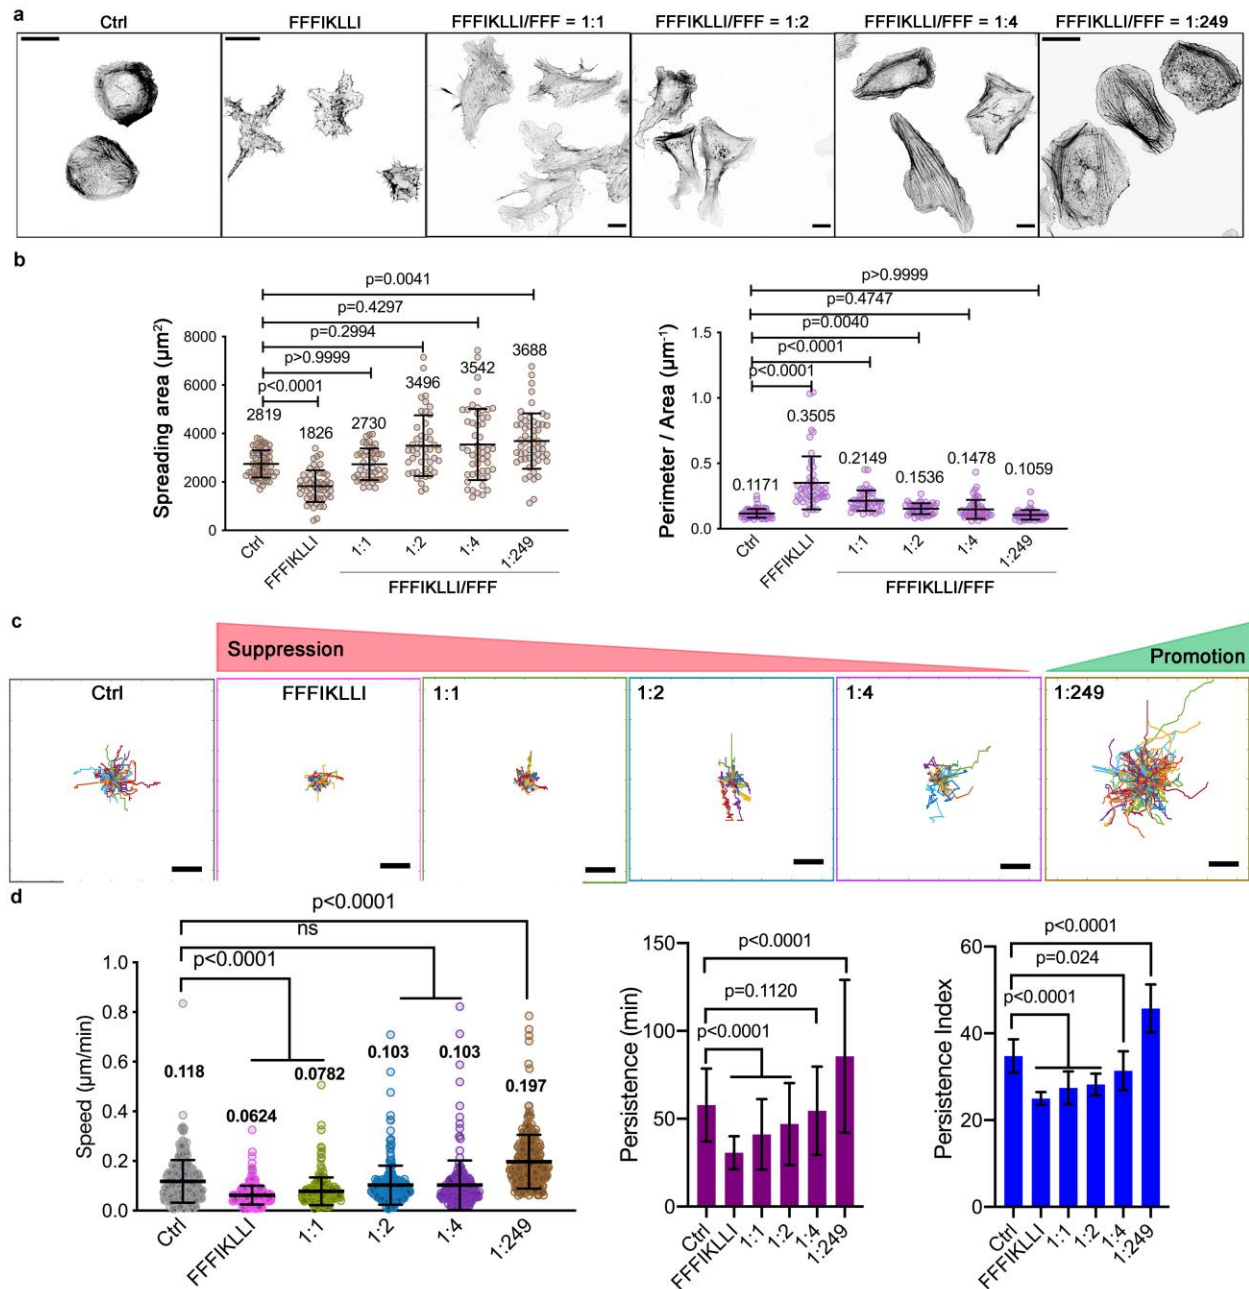 a
Ctrl
FFFIKLLI
FFFIKLLI/FFF = 1:1
FFFIKLLI/FFF = 1:2
FFFIKLLI/FFF = 1:4
FFFIKLLI/FFF = 1:249
b
p=0.0041
p=0.4297
p=0.2994
p>0.9999
p<0.0001
2819
1826
2730
3496
3542
3688
Spreading area (µm²)
8000
6000
4000
2000
0
Ctrl
FFFIKLLI
1:1
1:2
1:4
1:249
FFFIKLLI/FFF
p>0.9999
p=0.4747
p=0.0040
p<0.0001
p<0.0001
0.1171
0.3505
0.2149
0.1536
0.1478
0.1059
Perimeter / Area (µm⁻¹)
1.5
1.0
0.5
0.0
Ctrl
FFFIKLLI
1:1
1:2
1:4
1:249
FFFIKLLI/FFF
c
Suppression
Promotion
Ctrl
FFFIKLLI
1:1
1:2
1:4
1:249
d
p<0.0001
ns
p<0.0001
0.118
0.0624
0.0782
0.103
0.103
0.197
Speed (µm/min)
1.0
0.8
0.6
0.4
0.2
0.0
Ctrl
FFFIKLLI
1:1
1:2
1:4
1:249
p<0.0001
p=0.1120
p<0.0001
Persistence (min)
150
100
50
0
Ctrl
FFFIKLLI
1:1
1:2
1:4
1:249
p<0.0001
p=0.024
p<0.0001
Persistence Index
60
40
20
0
Ctrl
FFFIKLLI
1:1
1:2
1:4
1:249